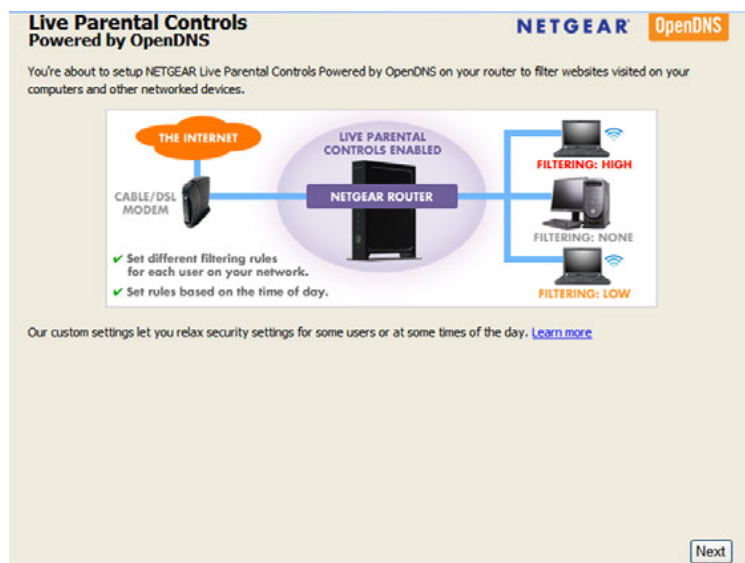 Live Parental Controls
Powered by OpenDNS
NETGEAR
OpenDNS
You're about to setup NETGEAR Live Parental Controls Powered by OpenDNS on your router to filter websites visited on your
computers and other networked devices.
THE INTERNET
LIVE PARENTAL
CONTROLS ENABLED
FILTERING: HIGH
CABLE/DSL
MODEM
NETGEAR ROUTER
FILTERING: NONE
✔ Set different filtering rules
for each user on your network.
✔ Set rules based on the time of day.
FILTERING: LOW
Our custom settings let you relax security settings for some users or at some times of the day. Learn more
Next